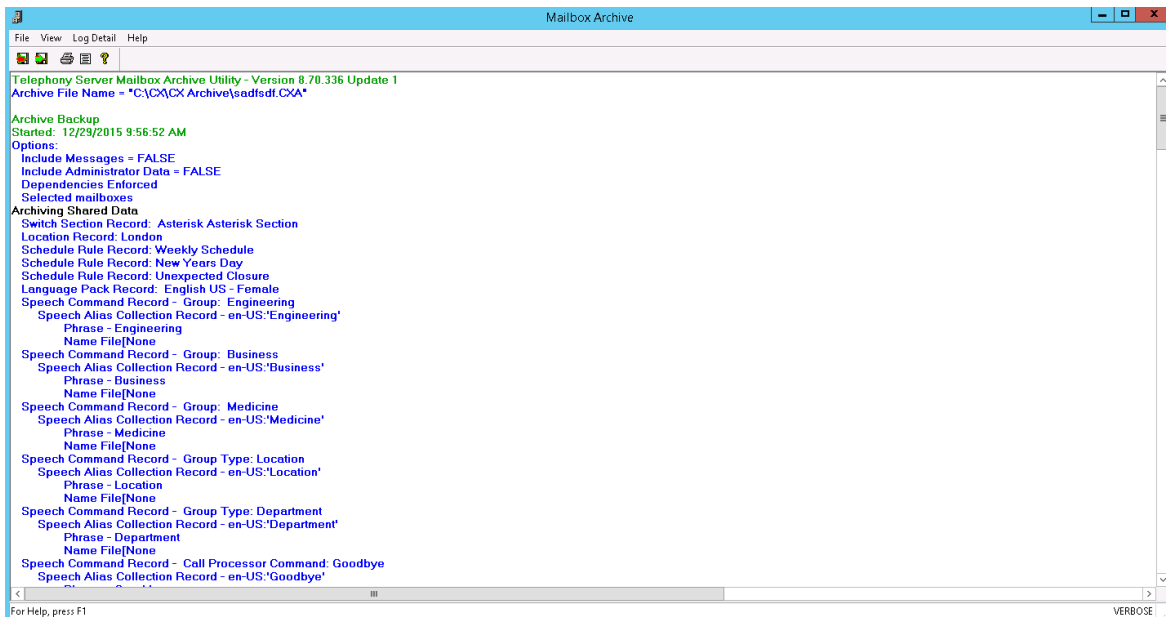 Mailbox Archive
File View Log Detail Help
Telephony Server Mailbox Archive Utility - Version 8.70.336 Update 1
Archive File Name = "C:\CX\CX Archive\sadfsdf.CXA"
Archive Backup
Started: 12/29/2015 9:56:52 AM
Options:
Include Messages = FALSE
Include Administrator Data = FALSE
Dependencies Enforced
Selected mailboxes
Archiving Shared Data
Switch Section Record: Asterisk Asterisk Section
Location Record: London
Schedule Rule Record: Weekly Schedule
Schedule Rule Record: New Years Day
Schedule Rule Record: Unexpected Closure
Language Pack Record: English US - Female
Speech Command Record - Group: Engineering
Speech Alias Collection Record - en-US:'Engineering'
Phrase - Engineering
Name File[None
Speech Command Record - Group: Business
Speech Alias Collection Record - en-US:'Business'
Phrase - Business
Name File[None
Speech Command Record - Group: Medicine
Speech Alias Collection Record - en-US:'Medicine'
Phrase - Medicine
Name File[None
Speech Command Record - Group Type: Location
Speech Alias Collection Record - en-US:'Location'
Phrase - Location
Name File[None
Speech Command Record - Group Type: Department
Speech Alias Collection Record - en-US:'Department'
Phrase - Department
Name File[None
Speech Command Record - Call Processor Command: Goodbye
Speech Alias Collection Record - en-US:'Goodbye'
For Help, press F1
VERBOSE